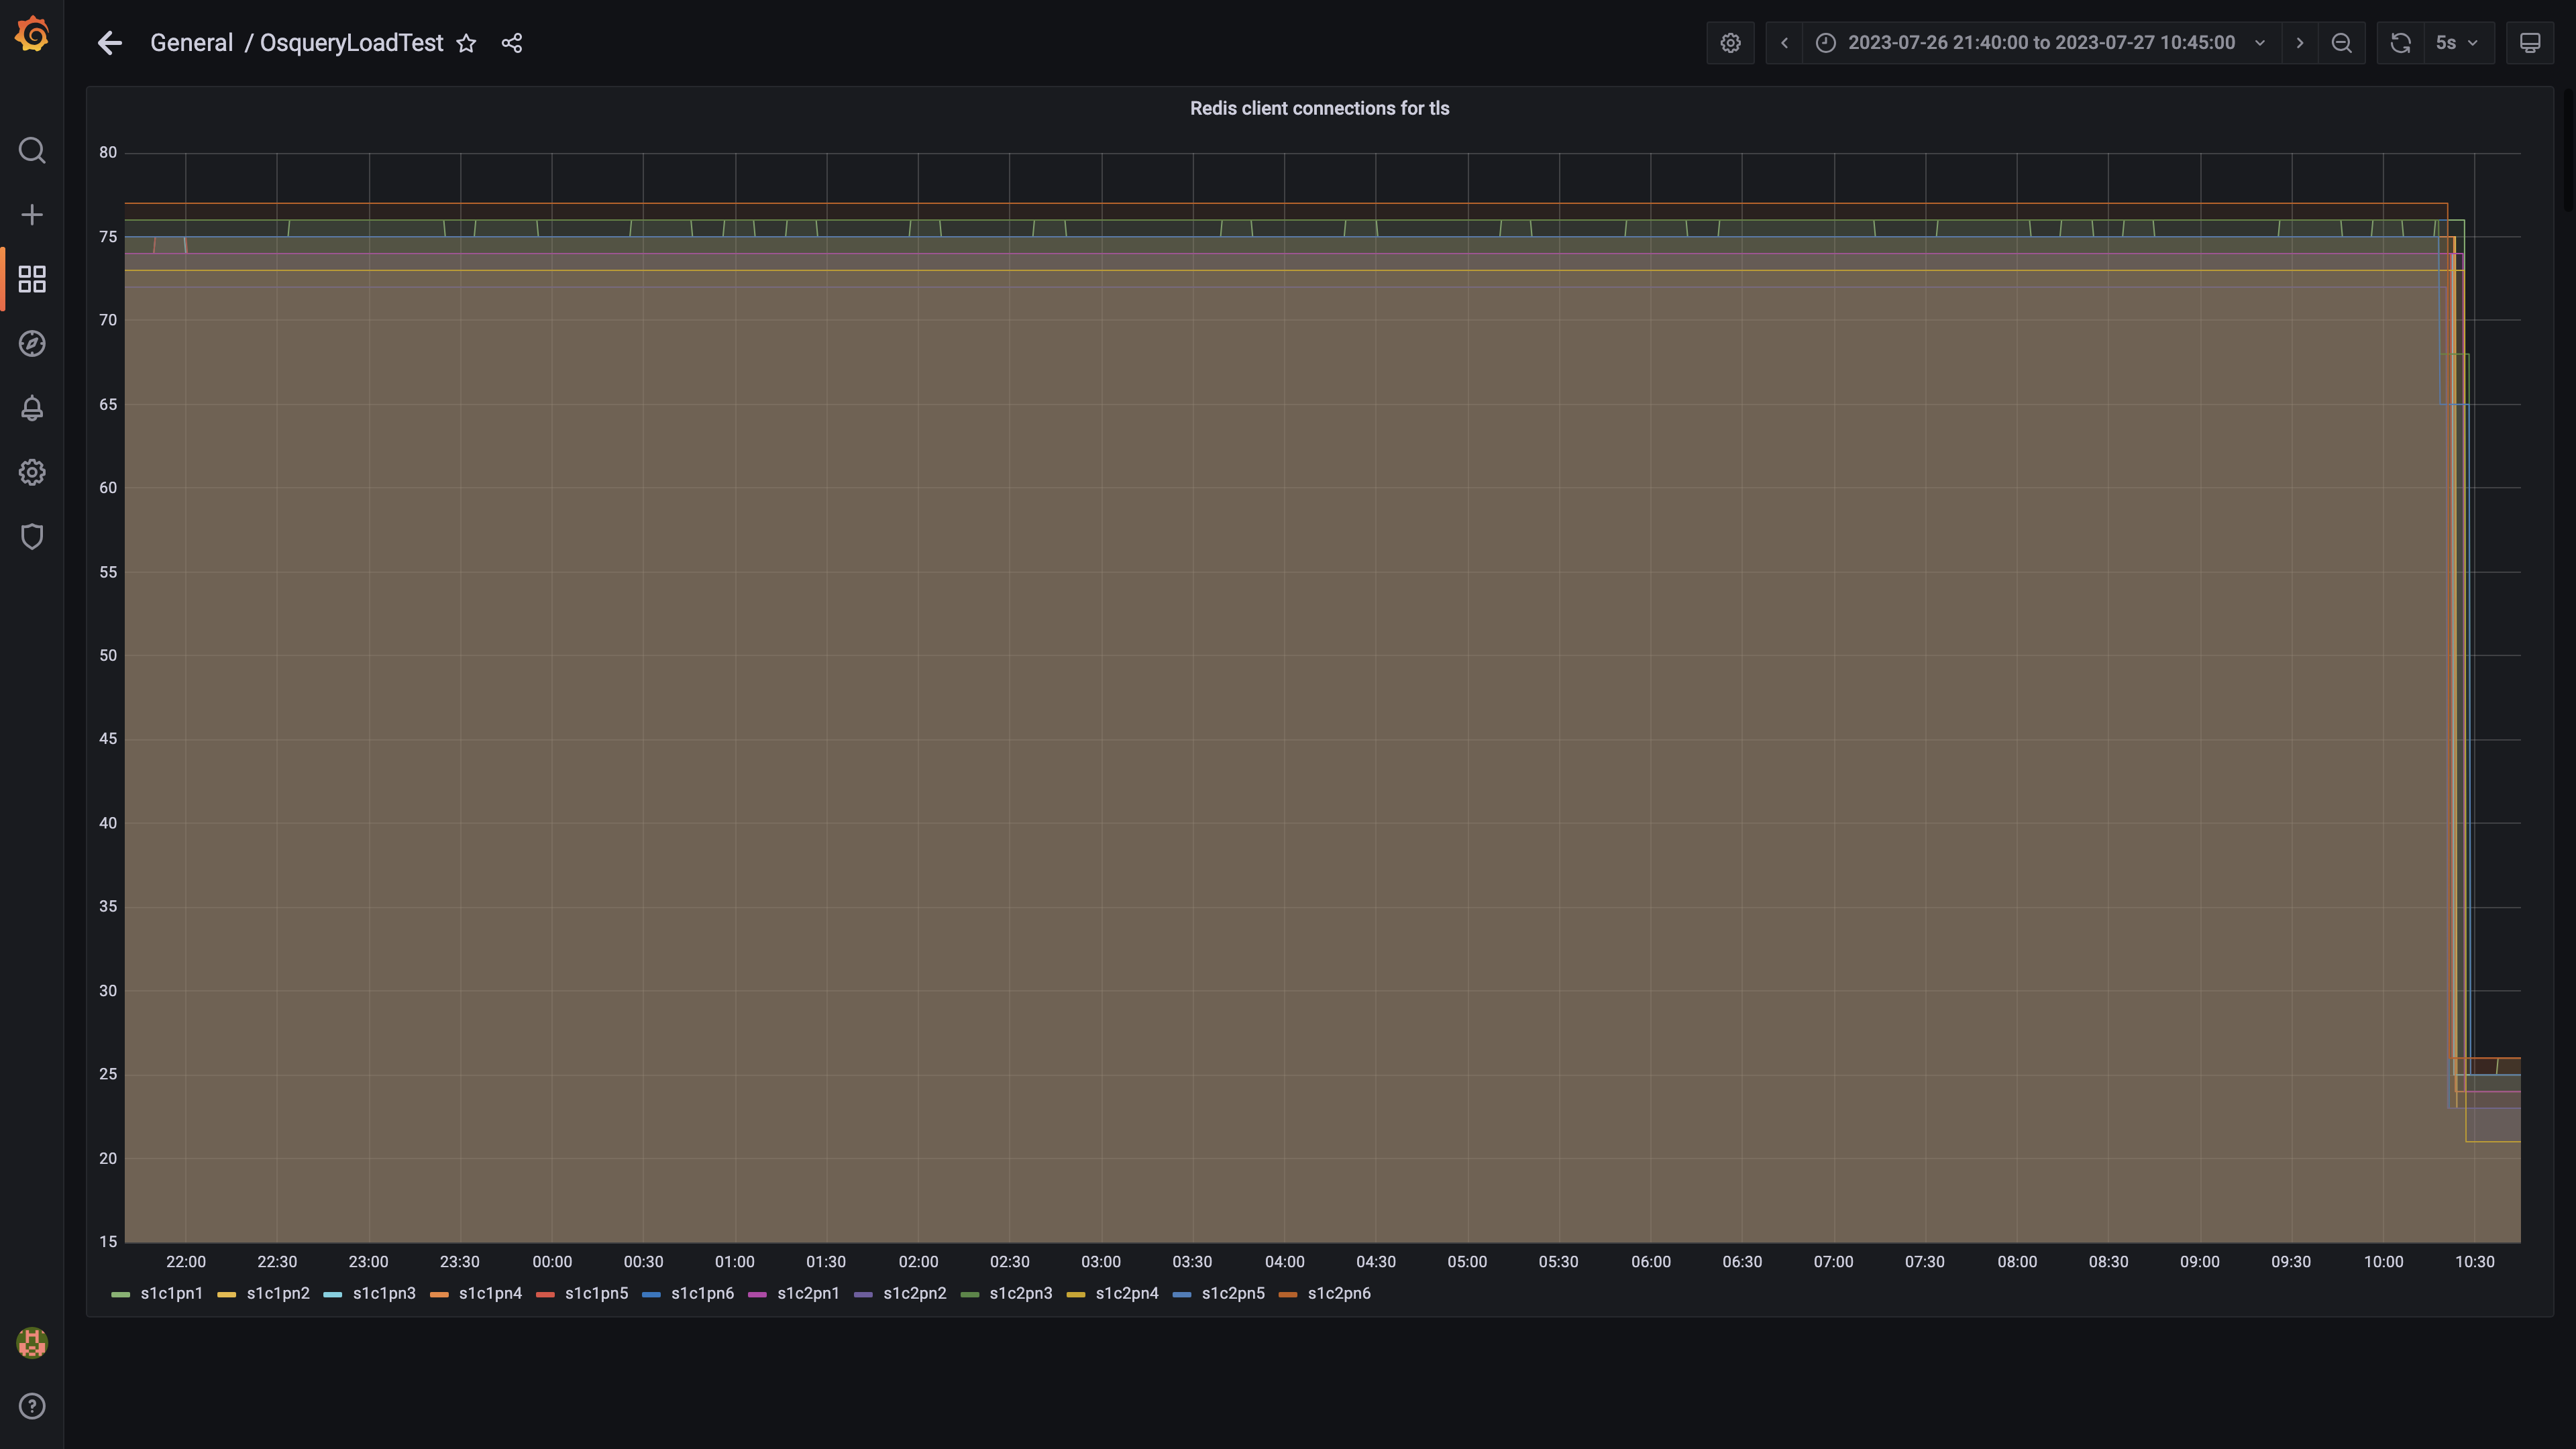 General / OsqueryLoadTest
2023-07-26 21:40:00 to 2023-07-27 10:45:00
5s
Redis client connections for tls
80
75
70
65
60
55
50
45
40
35
30
25
20
15
22:00 22:30 23:00 23:30 00:00 00:30 01:00 01:30 02:00 02:30 03:00 03:30 04:00 04:30 05:00 05:30 06:00 06:30 07:00 07:30 08:00 08:30 09:00 09:30 10:00 10:30
s1c1pn1 s1c1pn2 s1c1pn3 s1c1pn4 s1c1pn5 s1c1pn6 s1c2pn1 s1c2pn2 s1c2pn3 s1c2pn4 s1c2pn5 s1c2pn6